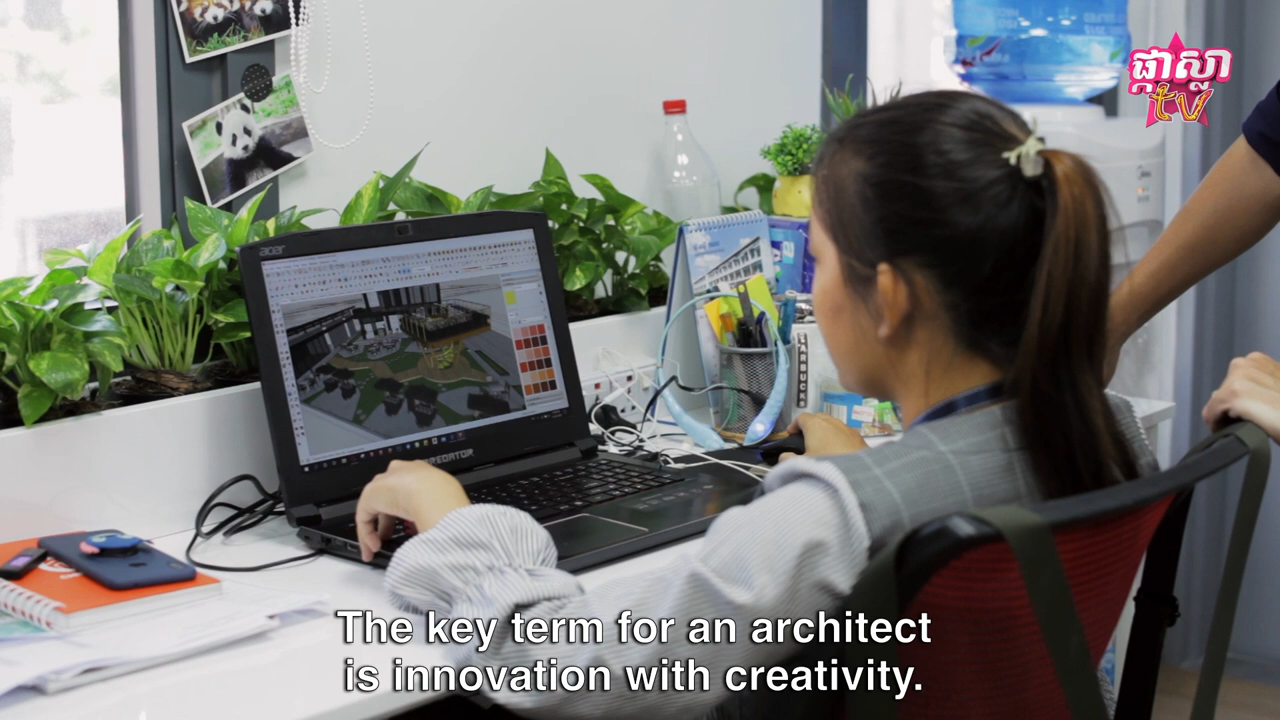 ផ្កាស្លា
tv
acer
PREDATOR
The key term for an architect
is innovation with creativity.